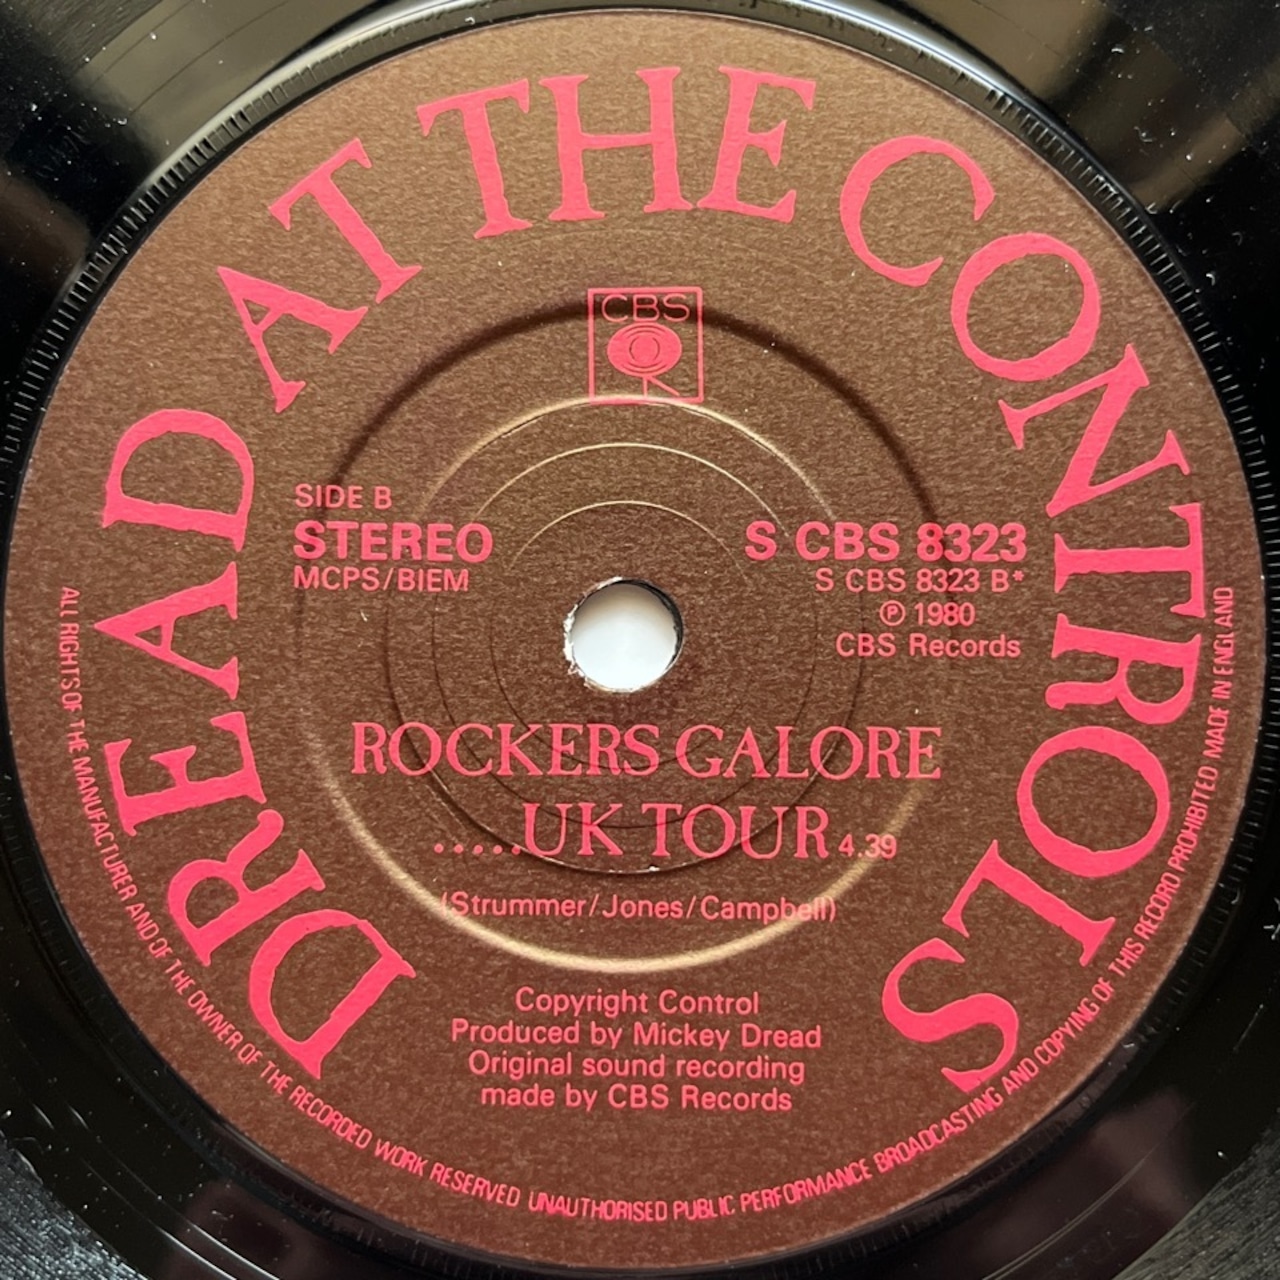 DREAD AT THE CONTROLS
CBS
SIDE B
STEREO
MCPS/BIEM
S CBS 8323
S CBS 8323 B*
℗ 1980
CBS Records
ROCKERS GALORE
.....UK TOUR 4.39
(Strummer/Jones/Campbell)
Copyright Control
Produced by Mickey Dread
Original sound recording
made by CBS Records
ALL RIGHTS OF THE MANUFACTURER AND OF THE OWNER OF THE RECORDED WORK RESERVED UNAUTHORISED PUBLIC PERFORMANCE BROADCASTING AND COPYING OF THIS RECORD PROHIBITED MADE IN ENGLAND